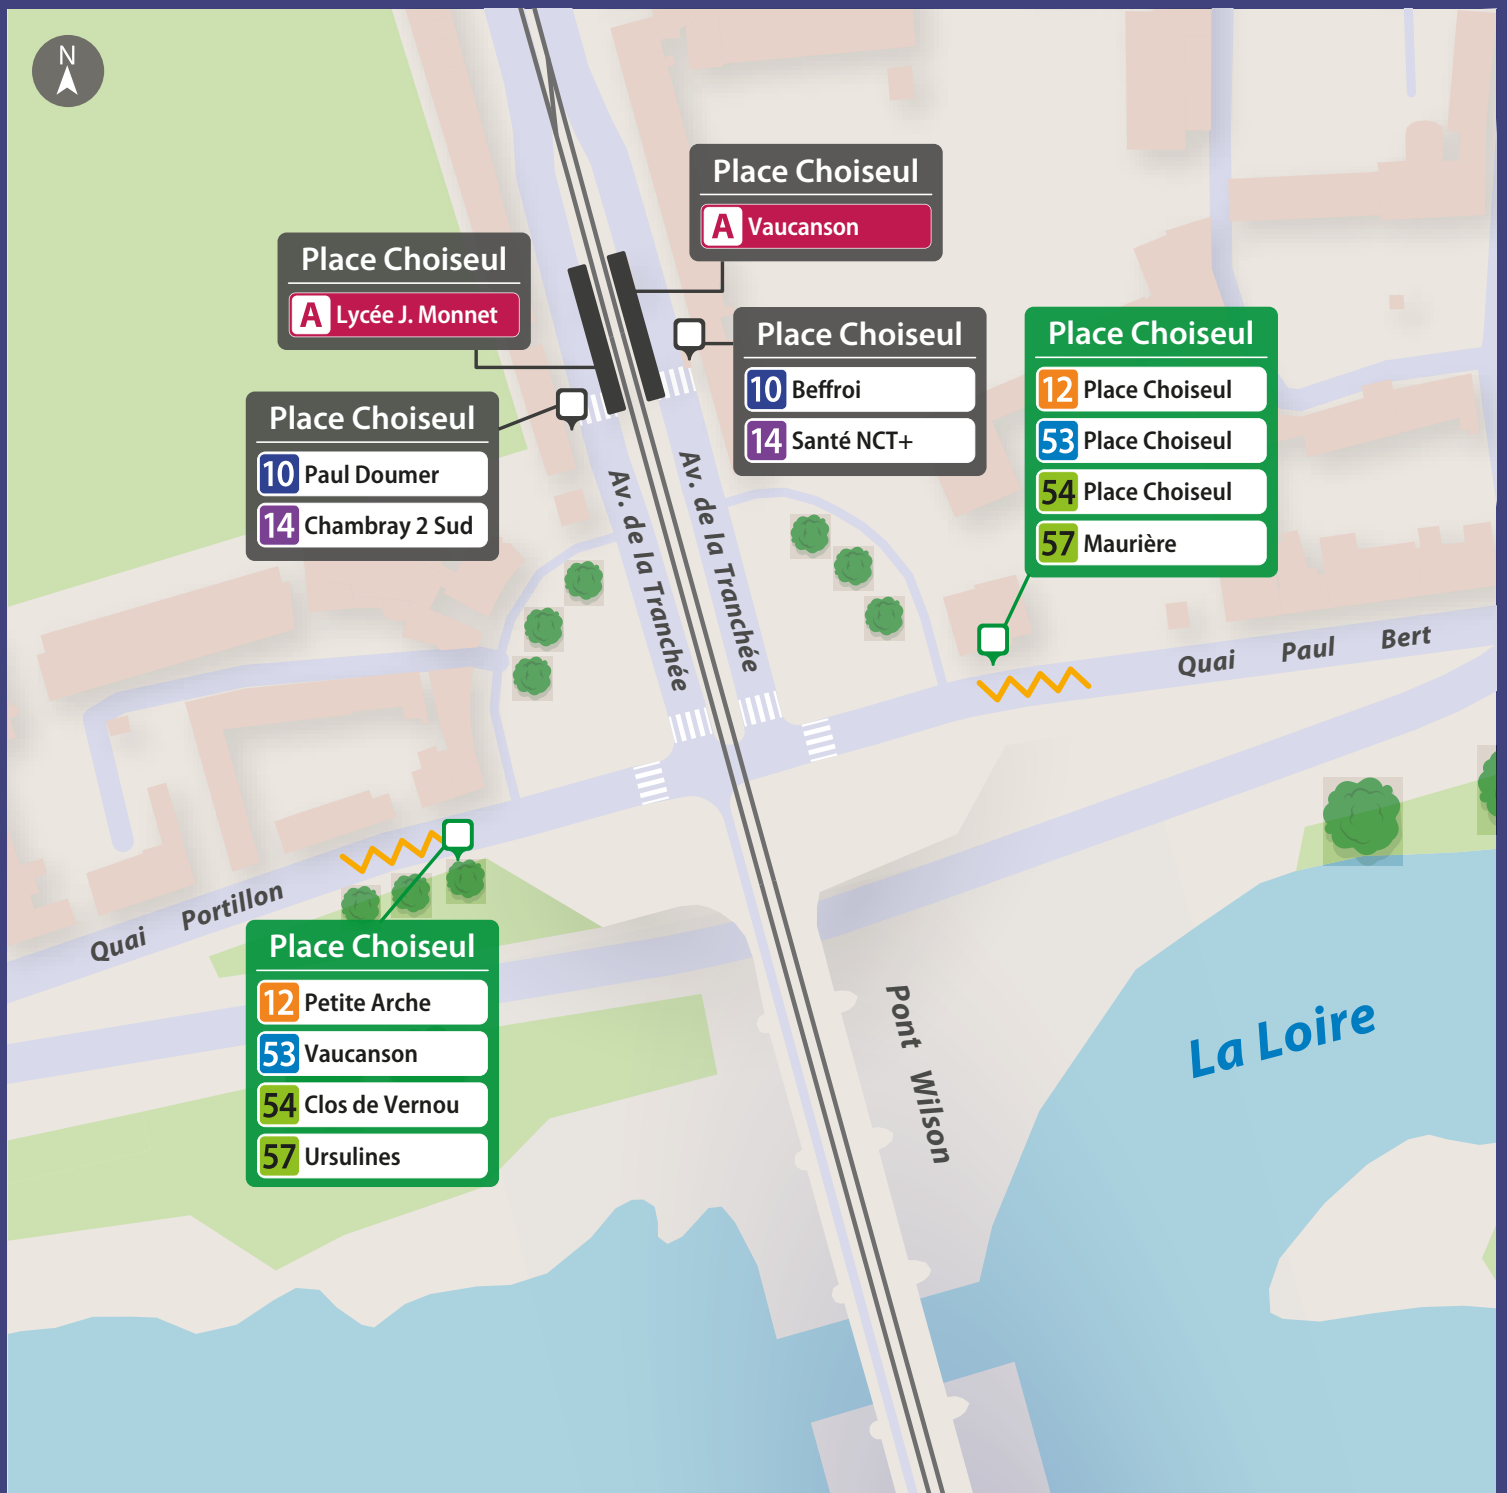 N
Place Choiseul
A Vaucanson
Place Choiseul
A Lycée J. Monnet
Place Choiseul
10 Beffroi
14 Santé NCT+
Place Choiseul
12 Place Choiseul
53 Place Choiseul
54 Place Choiseul
57 Maurière
Place Choiseul
10 Paul Doumer
14 Chambray 2 Sud
Av. de la Tranchée
Av. de la Tranchée
Quai Paul Bert
Quai Portillon
Place Choiseul
12 Petite Arche
53 Vaucanson
54 Clos de Vernou
57 Ursulines
Pont Wilson
La Loire